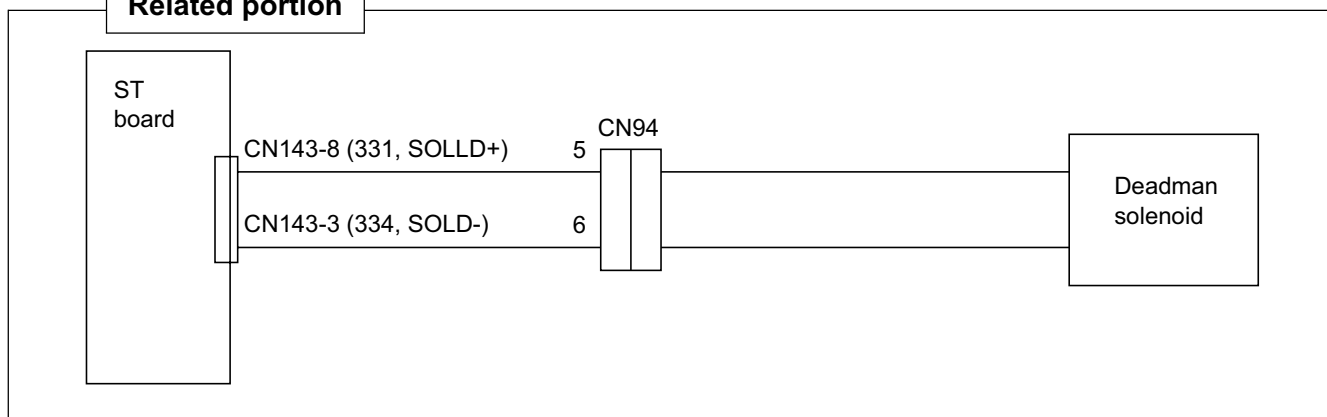 Related portion
ST
board
CN143-8 (331, SOLLD+)
5
CN94
CN143-3 (334, SOLD-)
6
Deadman
solenoid